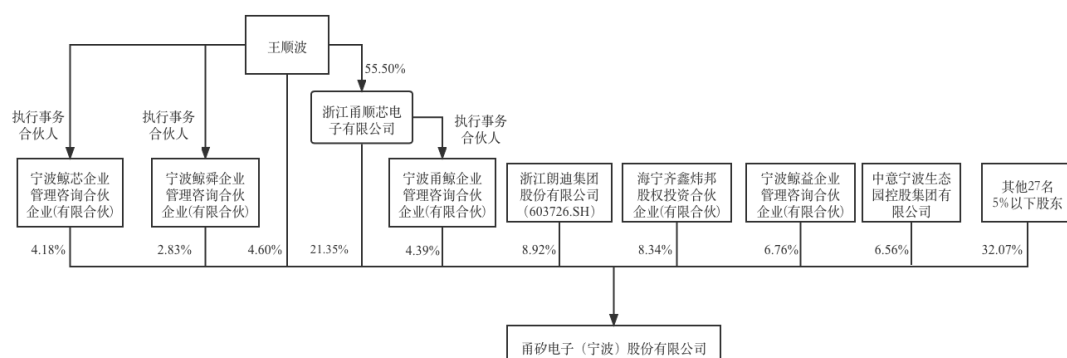 王顺波
55.50%
浙江甬顺芯电
子有限公司
执行事务
合伙人
执行事务
合伙人
执行事务
合伙人
宁波鲸芯企业
管理咨询合伙
企业(有限合伙)
宁波鲸舜企业
管理咨询合伙
企业(有限合伙)
宁波甬鲸企业
管理咨询合伙
企业(有限合伙)
浙江朗迪集团
股份有限公司
（603726.SH）
海宁齐鑫炜邦
股权投资合伙
企业(有限合伙)
宁波鲸益企业
管理咨询合伙
企业(有限合伙)
中意宁波生态
园控股集团有
限公司
其他27名
5%以下股东
4.18%
2.83%
4.60%
21.35%
4.39%
8.92%
8.34%
6.76%
6.56%
32.07%
甬矽电子（宁波）股份有限公司